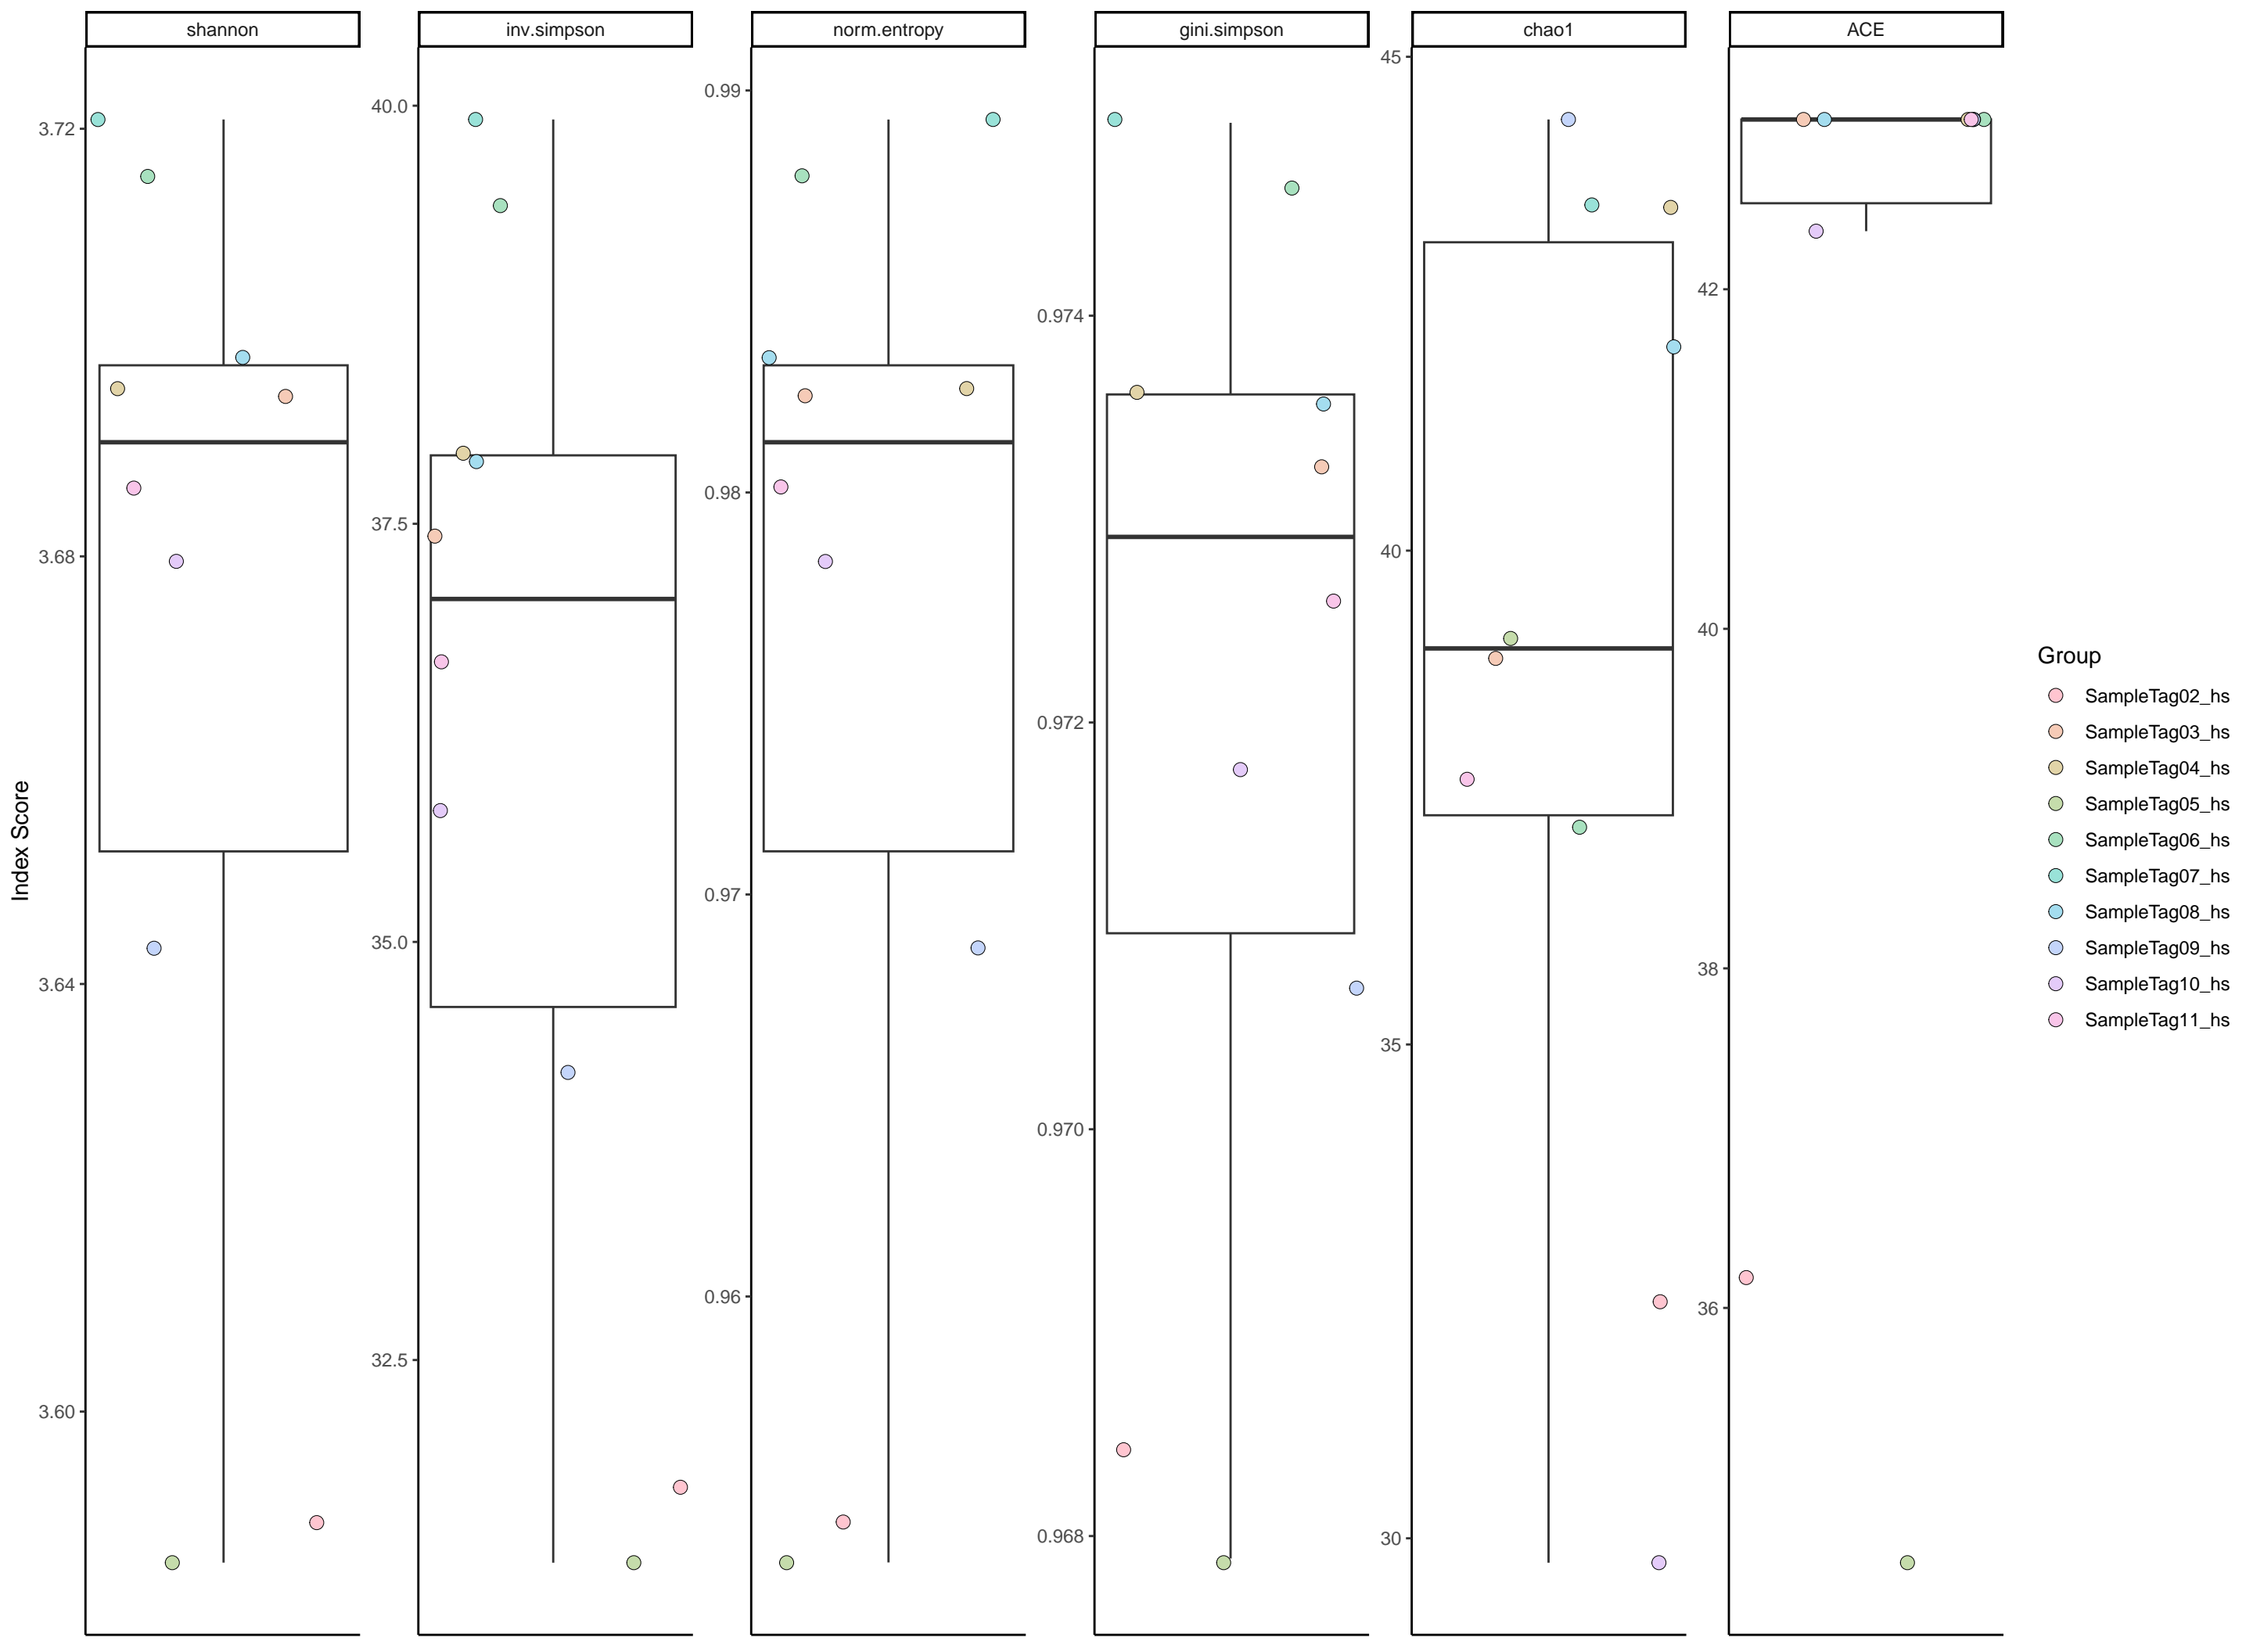 shannon
inv.simpson
norm.entropy
gini.simpson
chao1
ACE
Index Score
3.72
3.68
3.64
3.60
40.0
37.5
35.0
32.5
0.99
0.98
0.97
0.96
0.974
0.972
0.970
0.968
45
40
35
30
42
40
38
36
Group
SampleTag02_hs
SampleTag03_hs
SampleTag04_hs
SampleTag05_hs
SampleTag06_hs
SampleTag07_hs
SampleTag08_hs
SampleTag09_hs
SampleTag10_hs
SampleTag11_hs